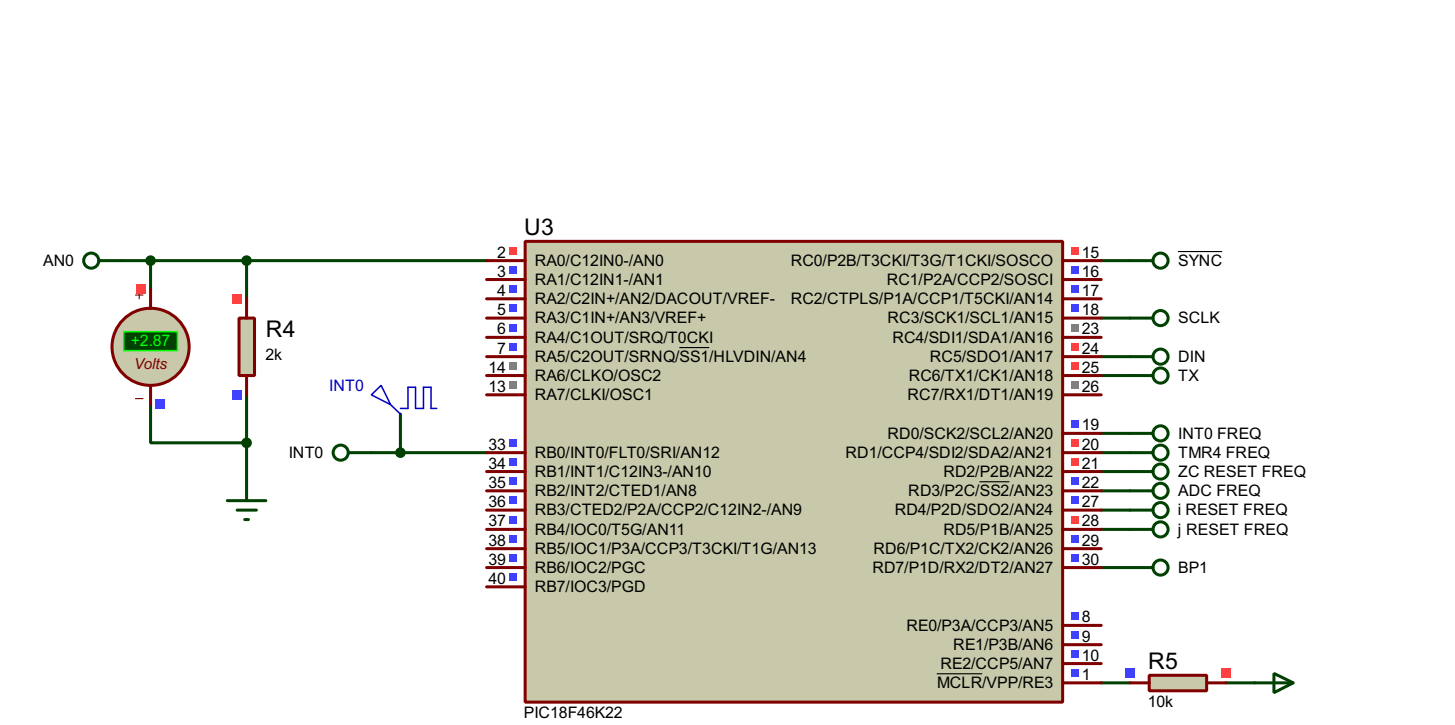 U3
AN0
2 RA0/C12IN0-/AN0
3 RA1/C12IN1-/AN1
4 RA2/C2IN+/AN2/DACOUT/VREF-
5 RA3/C1IN+/AN3/VREF+
6 RA4/C1OUT/SRQ/T0CKI
7 RA5/C2OUT/SRNQ/SS1/HLVDIN/AN4
14 RA6/CLKO/OSC2
13 RA7/CLKI/OSC1
+
+2.87
Volts
−
R4
2k
INT0
INT0
33 RB0/INT0/FLT0/SRI/AN12
34 RB1/INT1/C12IN3-/AN10
35 RB2/INT2/CTED1/AN8
36 RB3/CTED2/P2A/CCP2/C12IN2-/AN9
37 RB4/IOC0/T5G/AN11
38 RB5/IOC1/P3A/CCP3/T3CKI/T1G/AN13
39 RB6/IOC2/PGC
40 RB7/IOC3/PGD
RC0/P2B/T3CKI/T3G/T1CKI/SOSCO 15 SYNC
RC1/P2A/CCP2/SOSCI 16
RC2/CTPLS/P1A/CCP1/T5CKI/AN14 17
RC3/SCK1/SCL1/AN15 18 SCLK
RC4/SDI1/SDA1/AN16 23
RC5/SDO1/AN17 24 DIN
RC6/TX1/CK1/AN18 25 TX
RC7/RX1/DT1/AN19 26
RD0/SCK2/SCL2/AN20 19 INT0 FREQ
RD1/CCP4/SDI2/SDA2/AN21 20 TMR4 FREQ
RD2/P2B/AN22 21 ZC RESET FREQ
RD3/P2C/SS2/AN23 22 ADC FREQ
RD4/P2D/SDO2/AN24 27 i RESET FREQ
RD5/P1B/AN25 28 j RESET FREQ
RD6/P1C/TX2/CK2/AN26 29
RD7/P1D/RX2/DT2/AN27 30 BP1
RE0/P3A/CCP3/AN5 8
RE1/P3B/AN6 9
RE2/CCP5/AN7 10
MCLR/VPP/RE3 1
R5
10k
PIC18F46K22